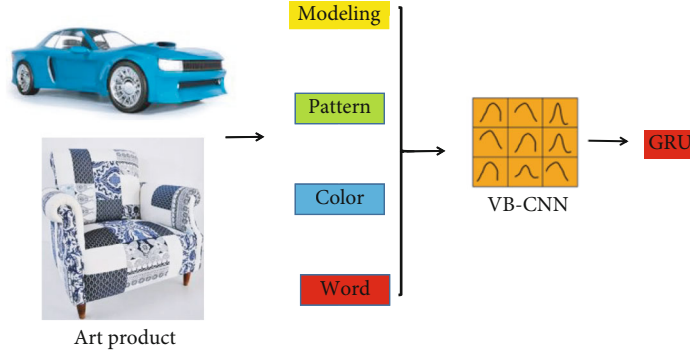 Modeling
Pattern
Color
Word
Art product
VB-CNN
GRU